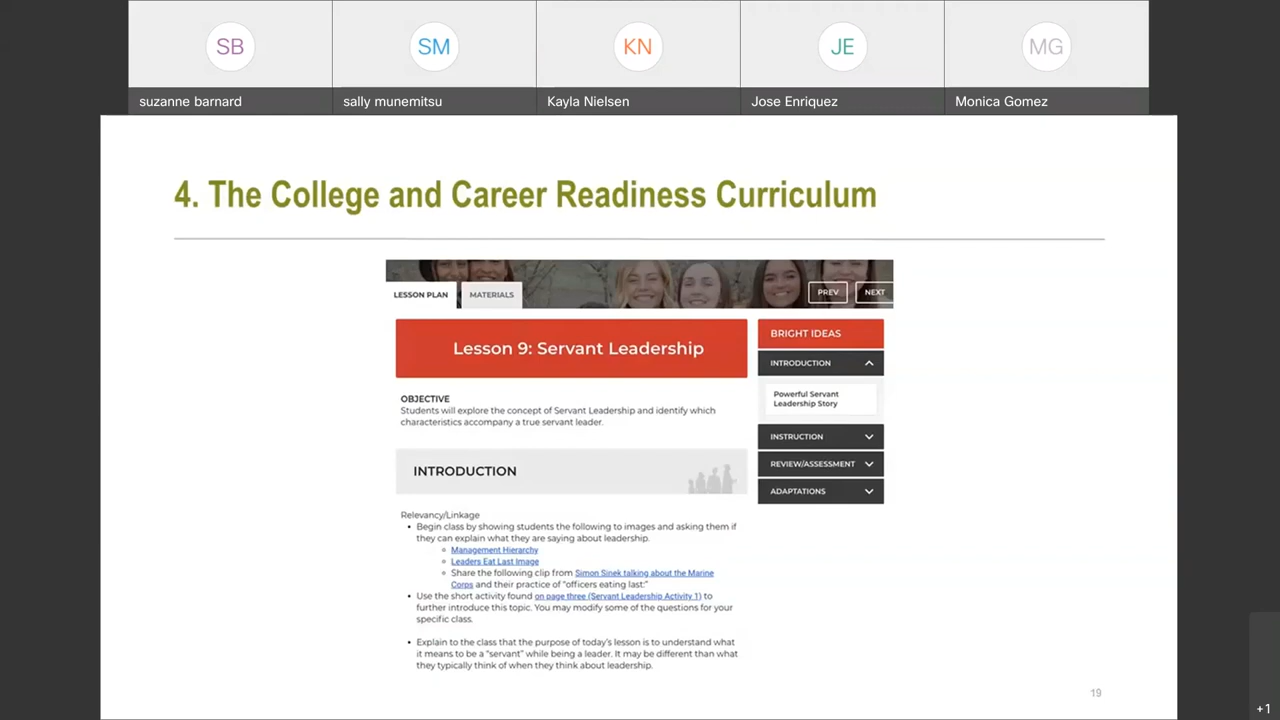 SB
SM
KN
JE
MG
suzanne barnard
sally munemitsu
Kayla Nielsen
Jose Enriquez
Monica Gomez
4. The College and Career Readiness Curriculum
LESSON PLAN
MATERIALS
PREV
NEXT
Lesson 9: Servant Leadership
OBJECTIVE
Students will explore the concept of Servant Leadership and identify which
characteristics accompany a true servant leader.
INTRODUCTION
Relevancy/Linkage
• Begin class by showing students the following to images and asking them if
they can explain what they are saying about leadership.
Management Hierarchy
Leaders Eat Last Image
Share the following clip from Simon Sinek talking about the Marine
Corps and their practice of "officers eating last:"
• Use the short activity found on page three (Servant Leadership Activity 1) to
further introduce this topic. You may modify some of the questions for your
specific class.
• Explain to the class that the purpose of today's lesson is to understand what
it means to be a "servant" while being a leader. It may be different than what
they typically think of when they think about leadership.
BRIGHT IDEAS
INTRODUCTION
Powerful Servant
Leadership Story
INSTRUCTION
REVIEW/ASSESSMENT
ADAPTATIONS
19
+1